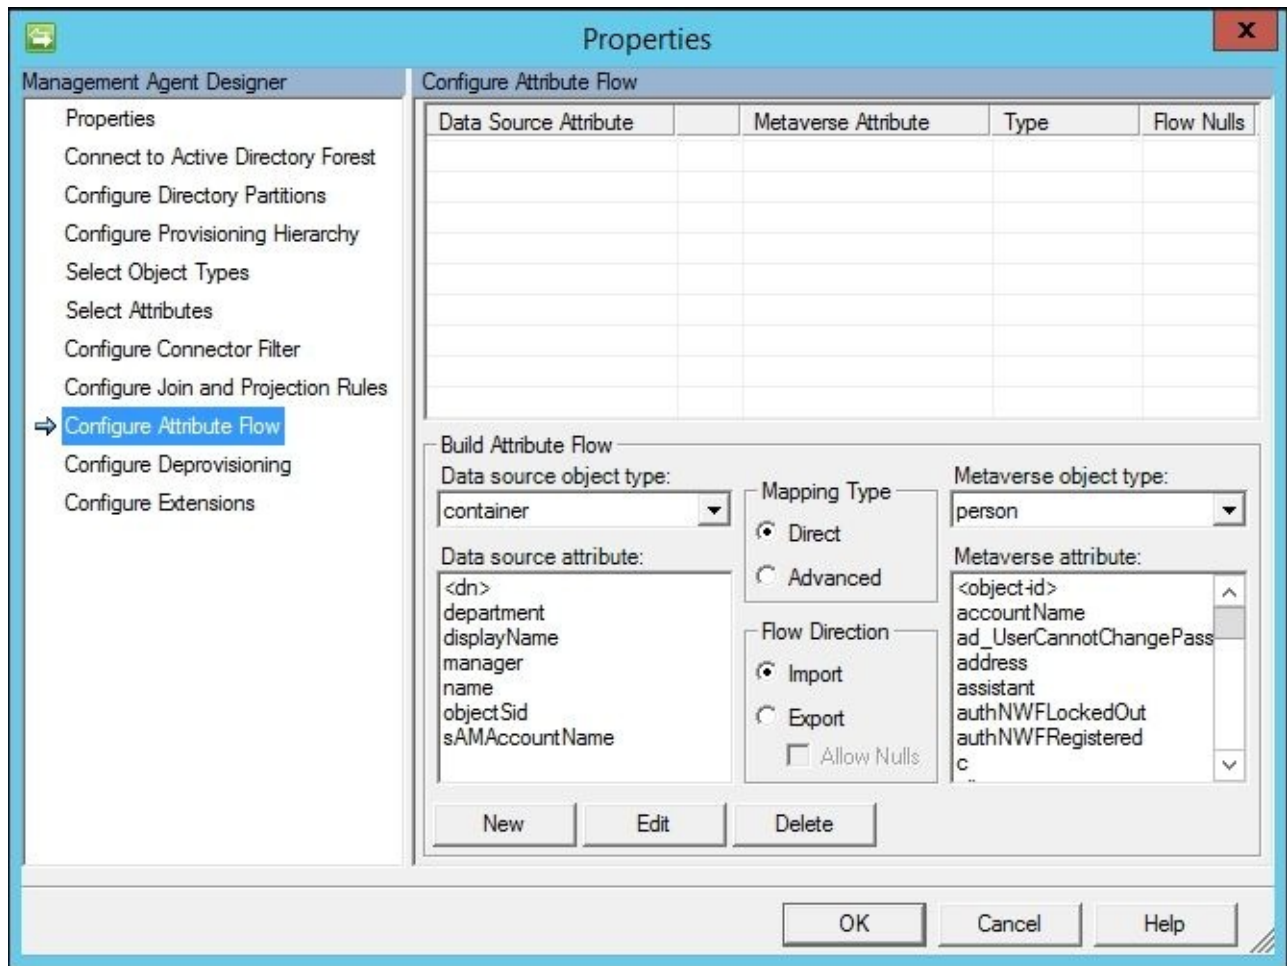 Properties
X
Management Agent Designer
Properties
Connect to Active Directory Forest
Configure Directory Partitions
Configure Provisioning Hierarchy
Select Object Types
Select Attributes
Configure Connector Filter
Configure Join and Projection Rules
Configure Attribute Flow
Configure Deprovisioning
Configure Extensions
Configure Attribute Flow
Data Source Attribute Metaverse Attribute Type Flow Nulls
Build Attribute Flow
Data source object type:
container
Data source attribute:
<dn>
department
displayName
manager
name
objectSid
sAMAccountName
Mapping Type
Direct
Advanced
Flow Direction
Import
Export
Allow Nulls
Metaverse object type:
person
Metaverse attribute:
<object-id>
accountName
ad_UserCannotChangePass
address
assistant
authNWFLockedOut
authNWFRegistered
c
New Edit Delete
OK Cancel Help